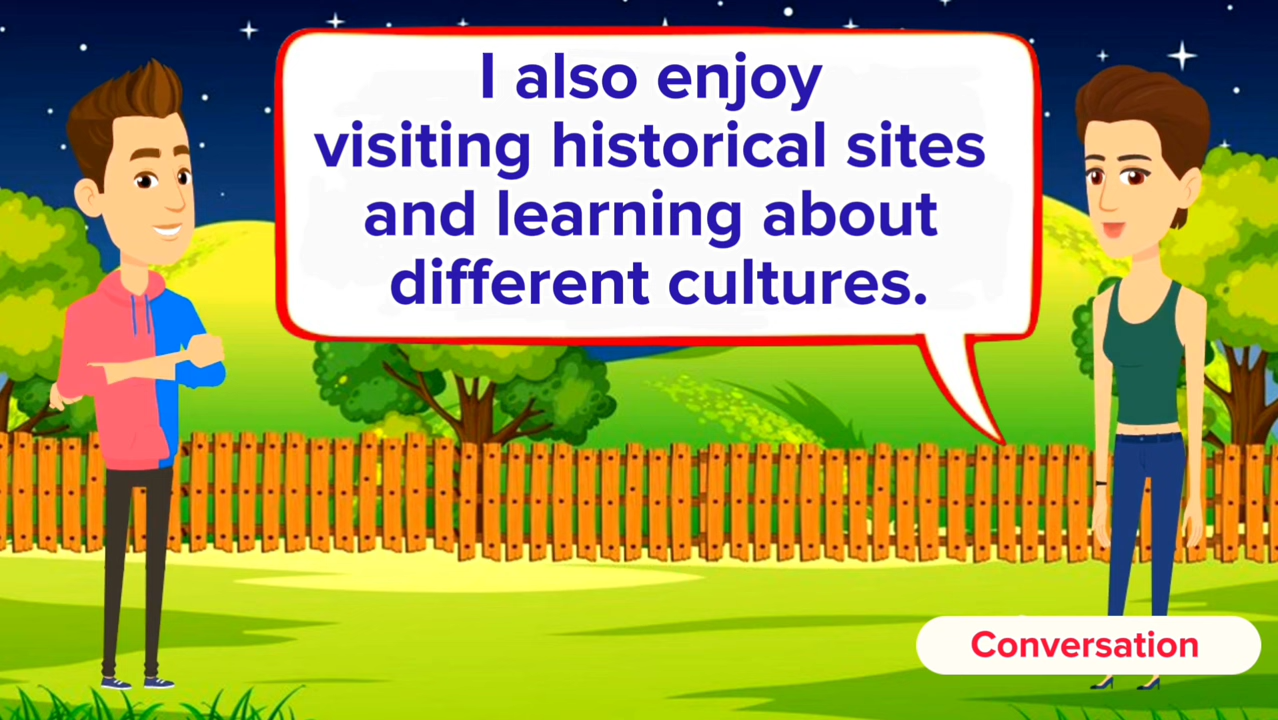 I also enjoy
visiting historical sites
and learning about
different cultures.
Conversation